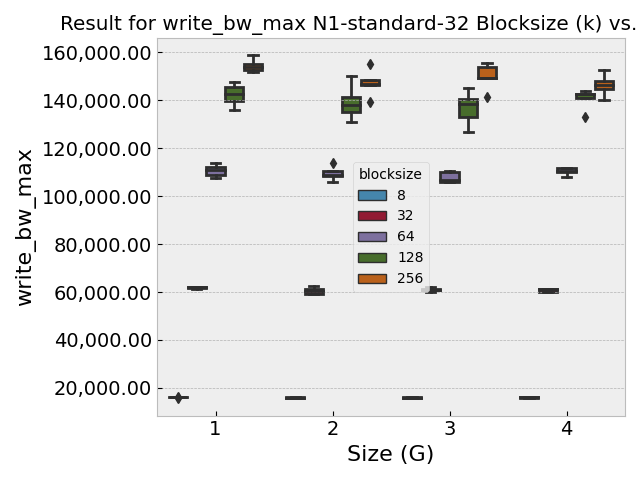 Result for write_bw_max N1-standard-32 Blocksize (k) vs.
160,000.00
140,000.00
120,000.00
100,000.00
80,000.00
60,000.00
40,000.00
20,000.00
write_bw_max
blocksize
8
32
64
128
256
1 2 3 4
Size (G)